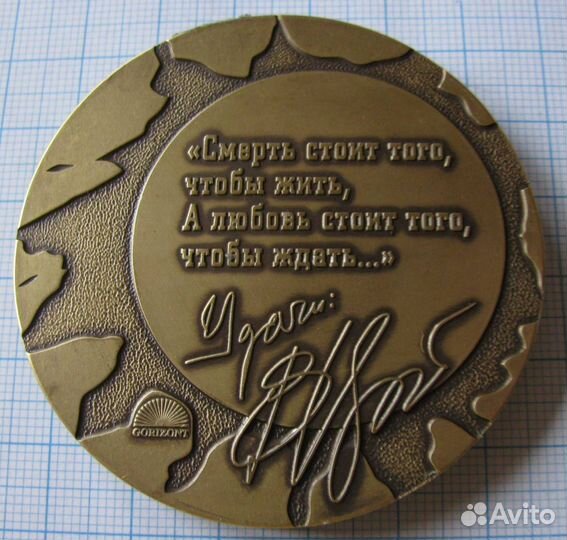 «Смерть стоит того,
чтобы жить,
А любовь стоит того,
чтобы ждать...»
Удачи:
GORIZONT
Avito